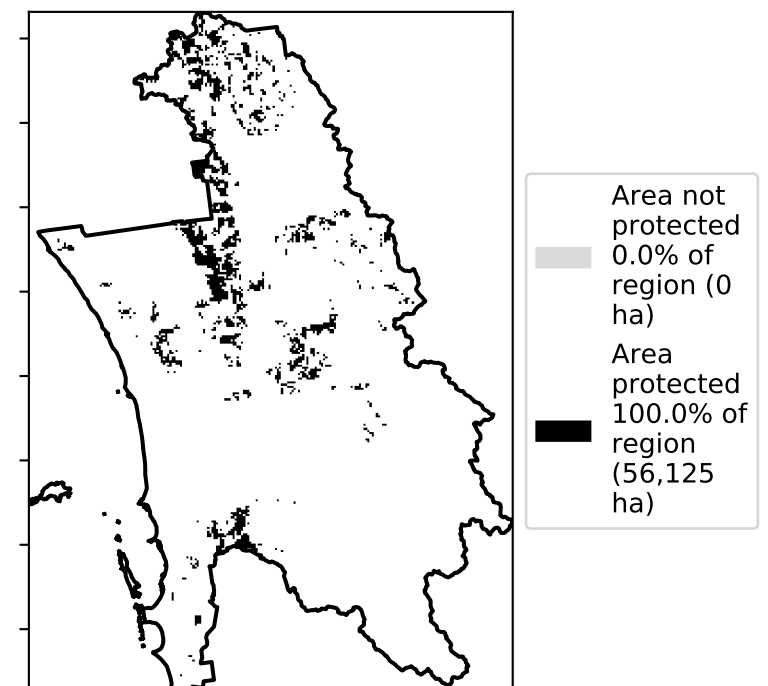 Area not
protected
0.0% of
region (0
ha)
Area
protected
100.0% of
region
(56,125
ha)